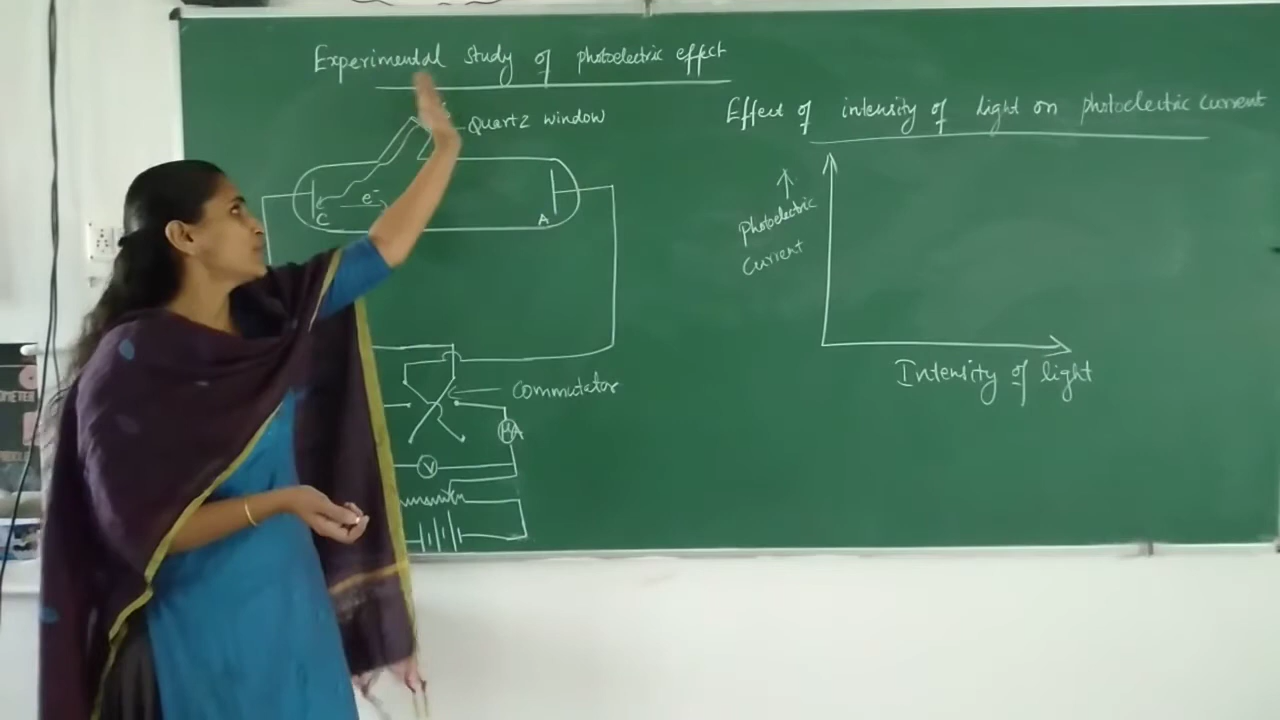 Experimental study of photoelectric effect
Quartz window
C
e-
A
Commutator
μA
V
Effect of intensity of light on photoelectric current
Photoelectric
Current
Intensity of light